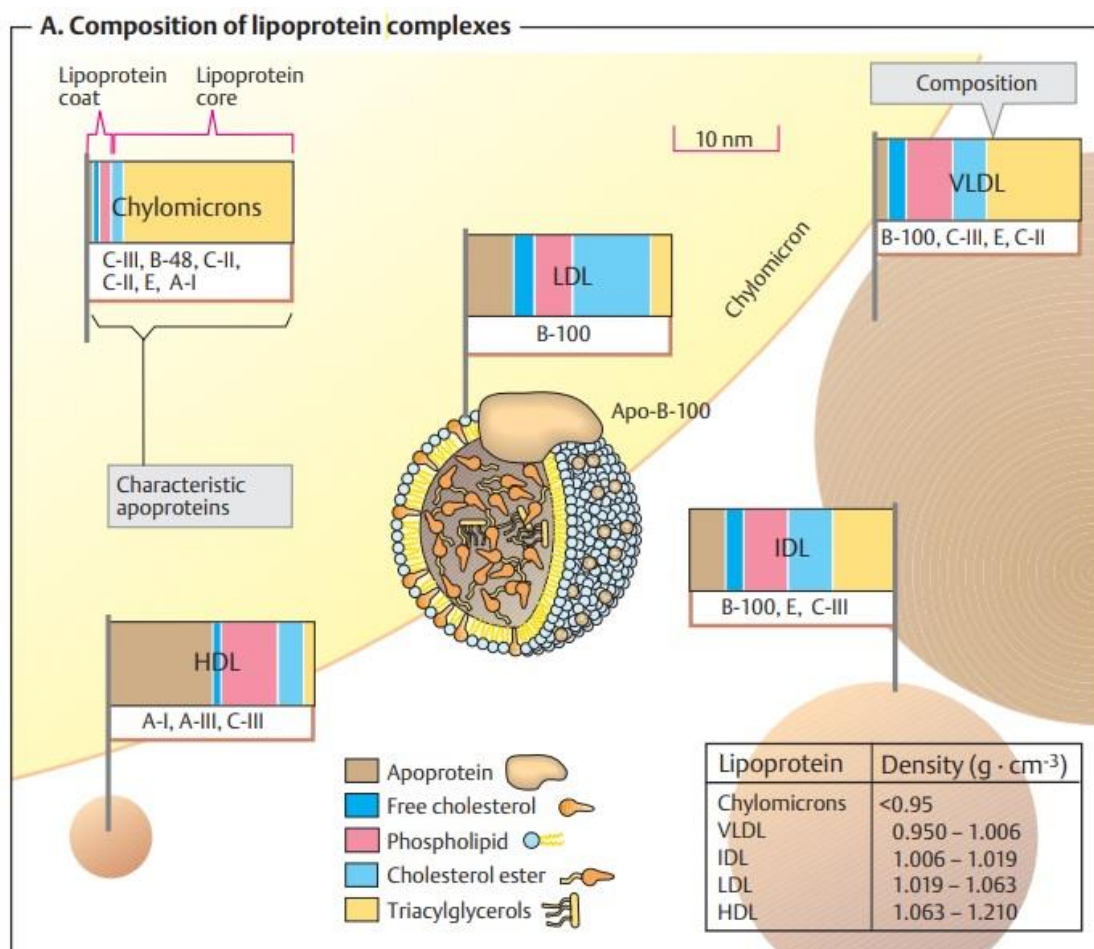 A. Composition of lipoprotein complexes
Lipoprotein
coat
Lipoprotein
core
Composition
10 nm
Chylomicrons
C-III, B-48, C-II,
C-II, E, A-I
VLDL
B-100, C-III, E, C-II
LDL
B-100
Chylomicron
Apo-B-100
Characteristic
apoproteins
IDL
B-100, E, C-III
HDL
A-I, A-III, C-III
Apoprotein
Free cholesterol
Phospholipid
Cholesterol ester
Triacylglycerols
Lipoprotein Density (g · cm-3)
Chylomicrons <0.95
VLDL 0.950 – 1.006
IDL 1.006 – 1.019
LDL 1.019 – 1.063
HDL 1.063 – 1.210